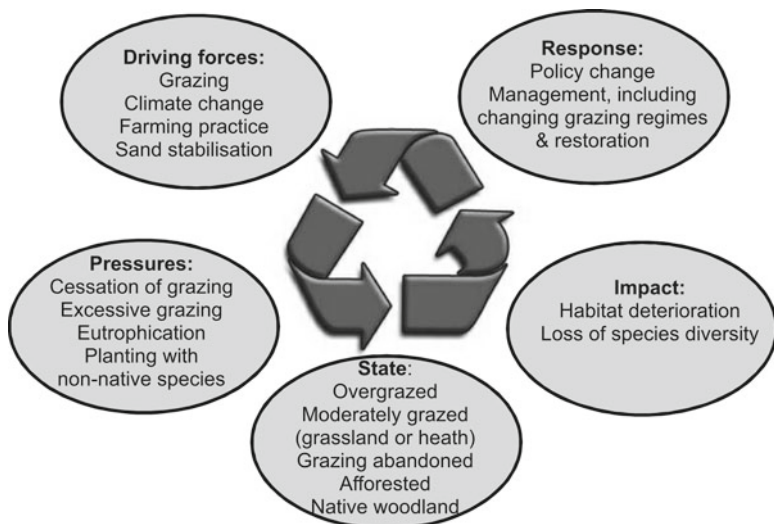 Driving forces:
Grazing
Climate change
Farming practice
Sand stabilisation
Response:
Policy change
Management, including
changing grazing regimes
& restoration
Pressures:
Cessation of grazing
Excessive grazing
Eutrophication
Planting with
non-native species
Impact:
Habitat deterioration
Loss of species diversity
State:
Overgrazed
Moderately grazed
(grassland or heath)
Grazing abandoned
Afforested
Native woodland